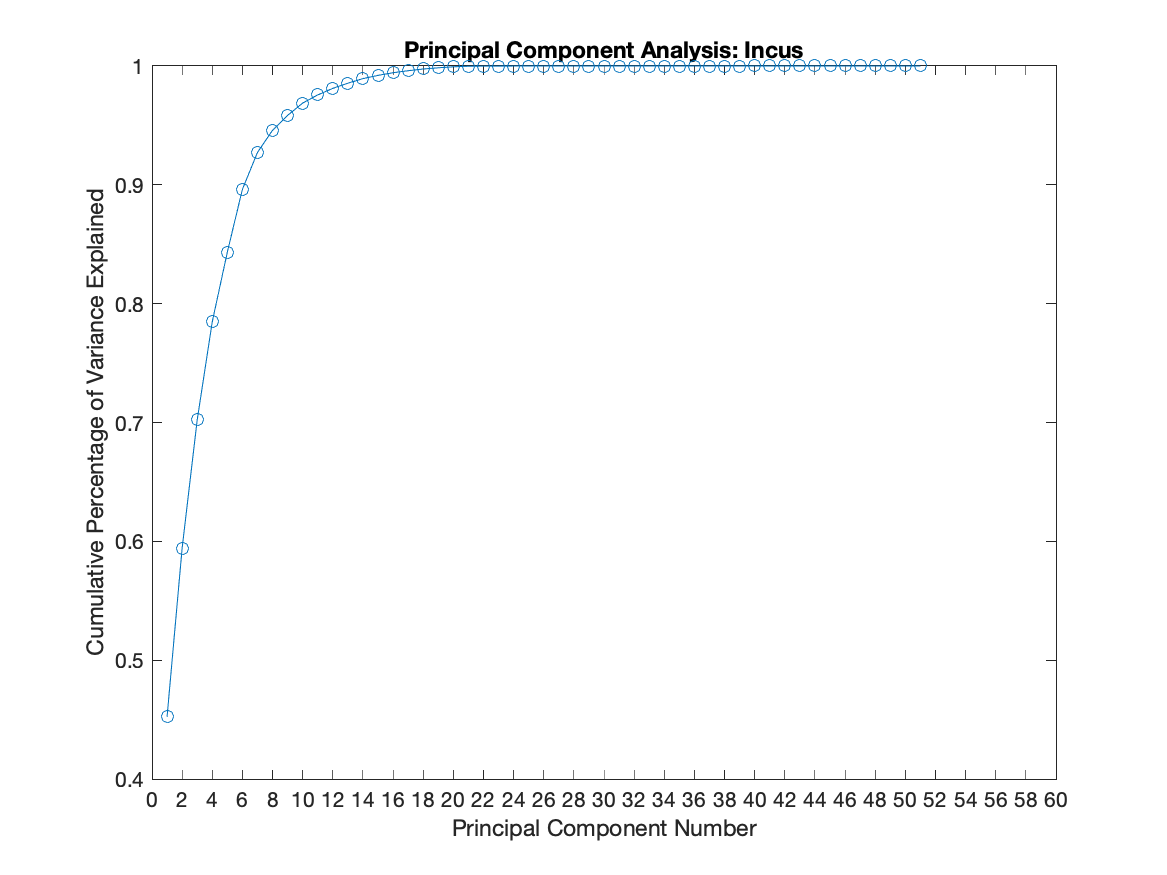 Principal Component Analysis: Incus
1
0.9
0.8
0.7
0.6
0.5
0.4
Cumulative Percentage of Variance Explained
0 2 4 6 8 10 12 14 16 18 20 22 24 26 28 30 32 34 36 38 40 42 44 46 48 50 52 54 56 58 60
Principal Component Number